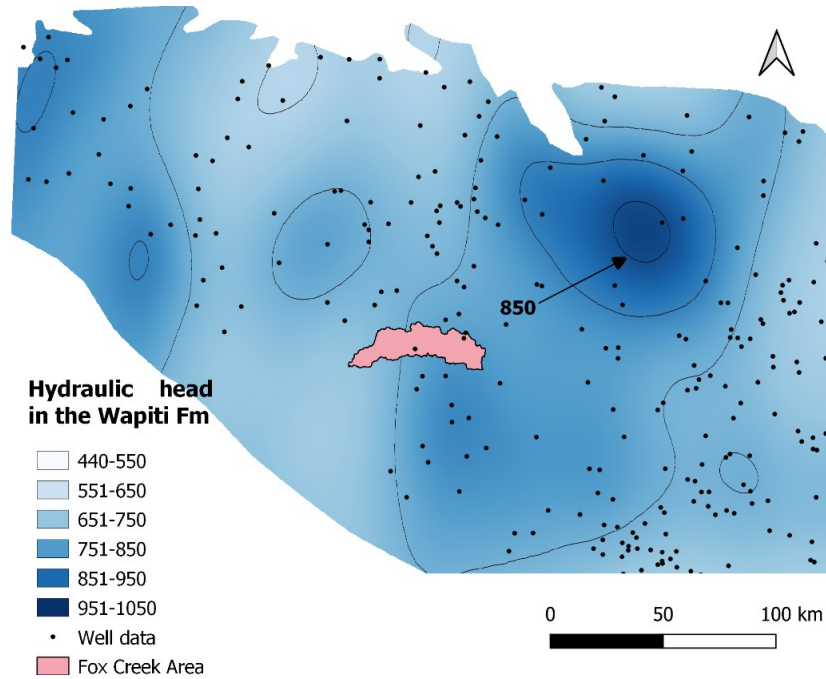 850
Hydraulic head
in the Wapiti Fm
440-550
551-650
651-750
751-850
851-950
951-1050
Well data
Fox Creek Area
0 50 100 km